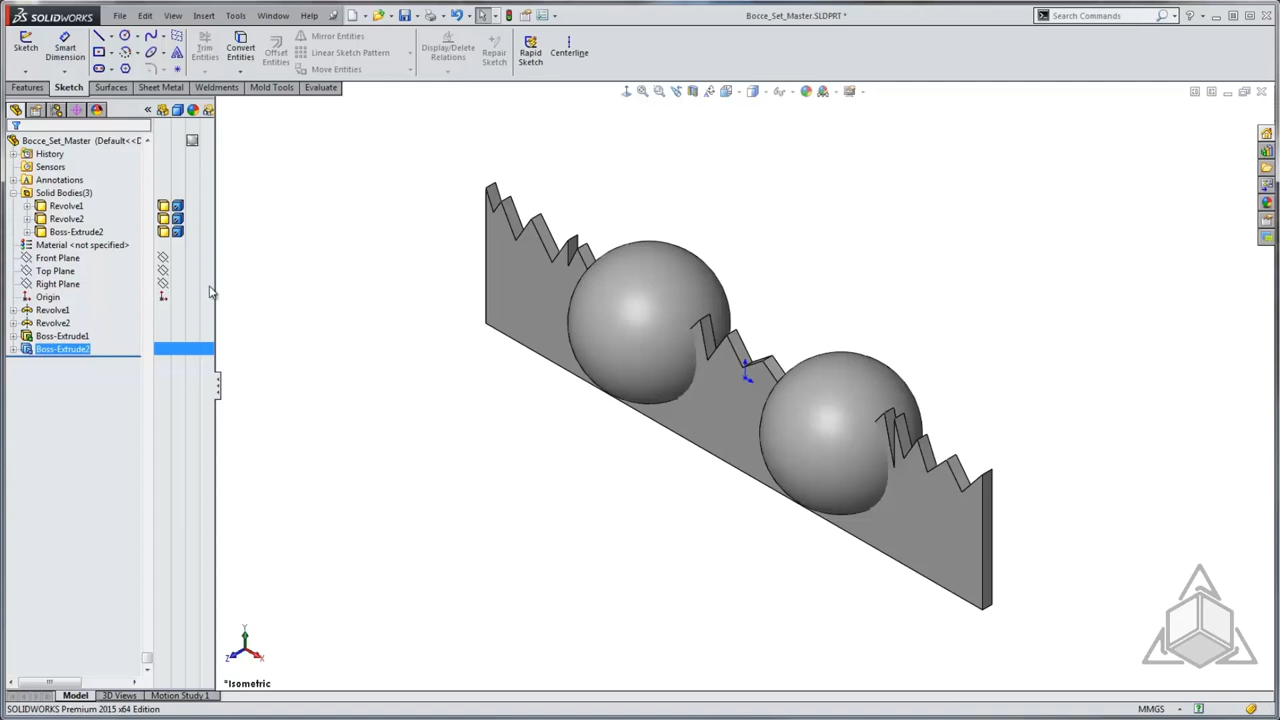 SOLIDWORKS File Edit View Insert Tools Window Help Bocce_Set_Master.SLDPRT * Search Commands
Sketch Smart Dimension Trim Entities Convert Entities Offset Entities Mirror Entities Linear Sketch Pattern Move Entities Display/Delete Relations Repair Sketch Rapid Sketch Centerline
Features Sketch Surfaces Sheet Metal Weldments Mold Tools Evaluate
Bocce_Set_Master (Default<<D
History
Sensors
Annotations
Solid Bodies(3)
Revolve1
Revolve2
Boss-Extrude2
Material <not specified>
Front Plane
Top Plane
Right Plane
Origin
Revolve1
Revolve2
Boss-Extrude1
Boss-Extrude2
Y
Z X
*Isometric
Model 3D Views Motion Study 1
SOLIDWORKS Premium 2015 x64 Edition MMGS